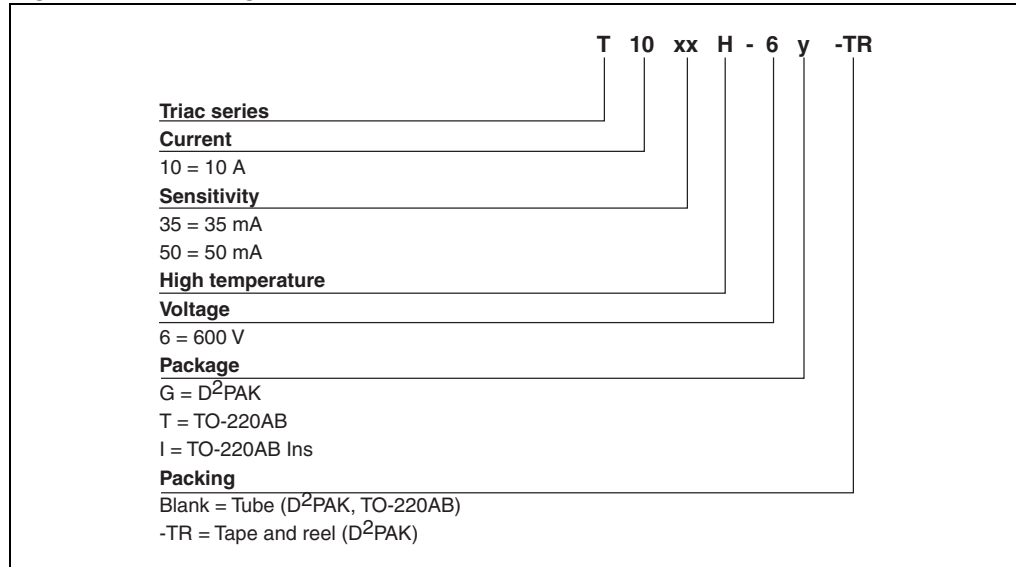 T 10 xx H - 6 y -TR
Triac series
Current
10 = 10 A
Sensitivity
35 = 35 mA
50 = 50 mA
High temperature
Voltage
6 = 600 V
Package
G = D²PAK
T = TO-220AB
I = TO-220AB Ins
Packing
Blank = Tube (D²PAK, TO-220AB)
-TR = Tape and reel (D²PAK)